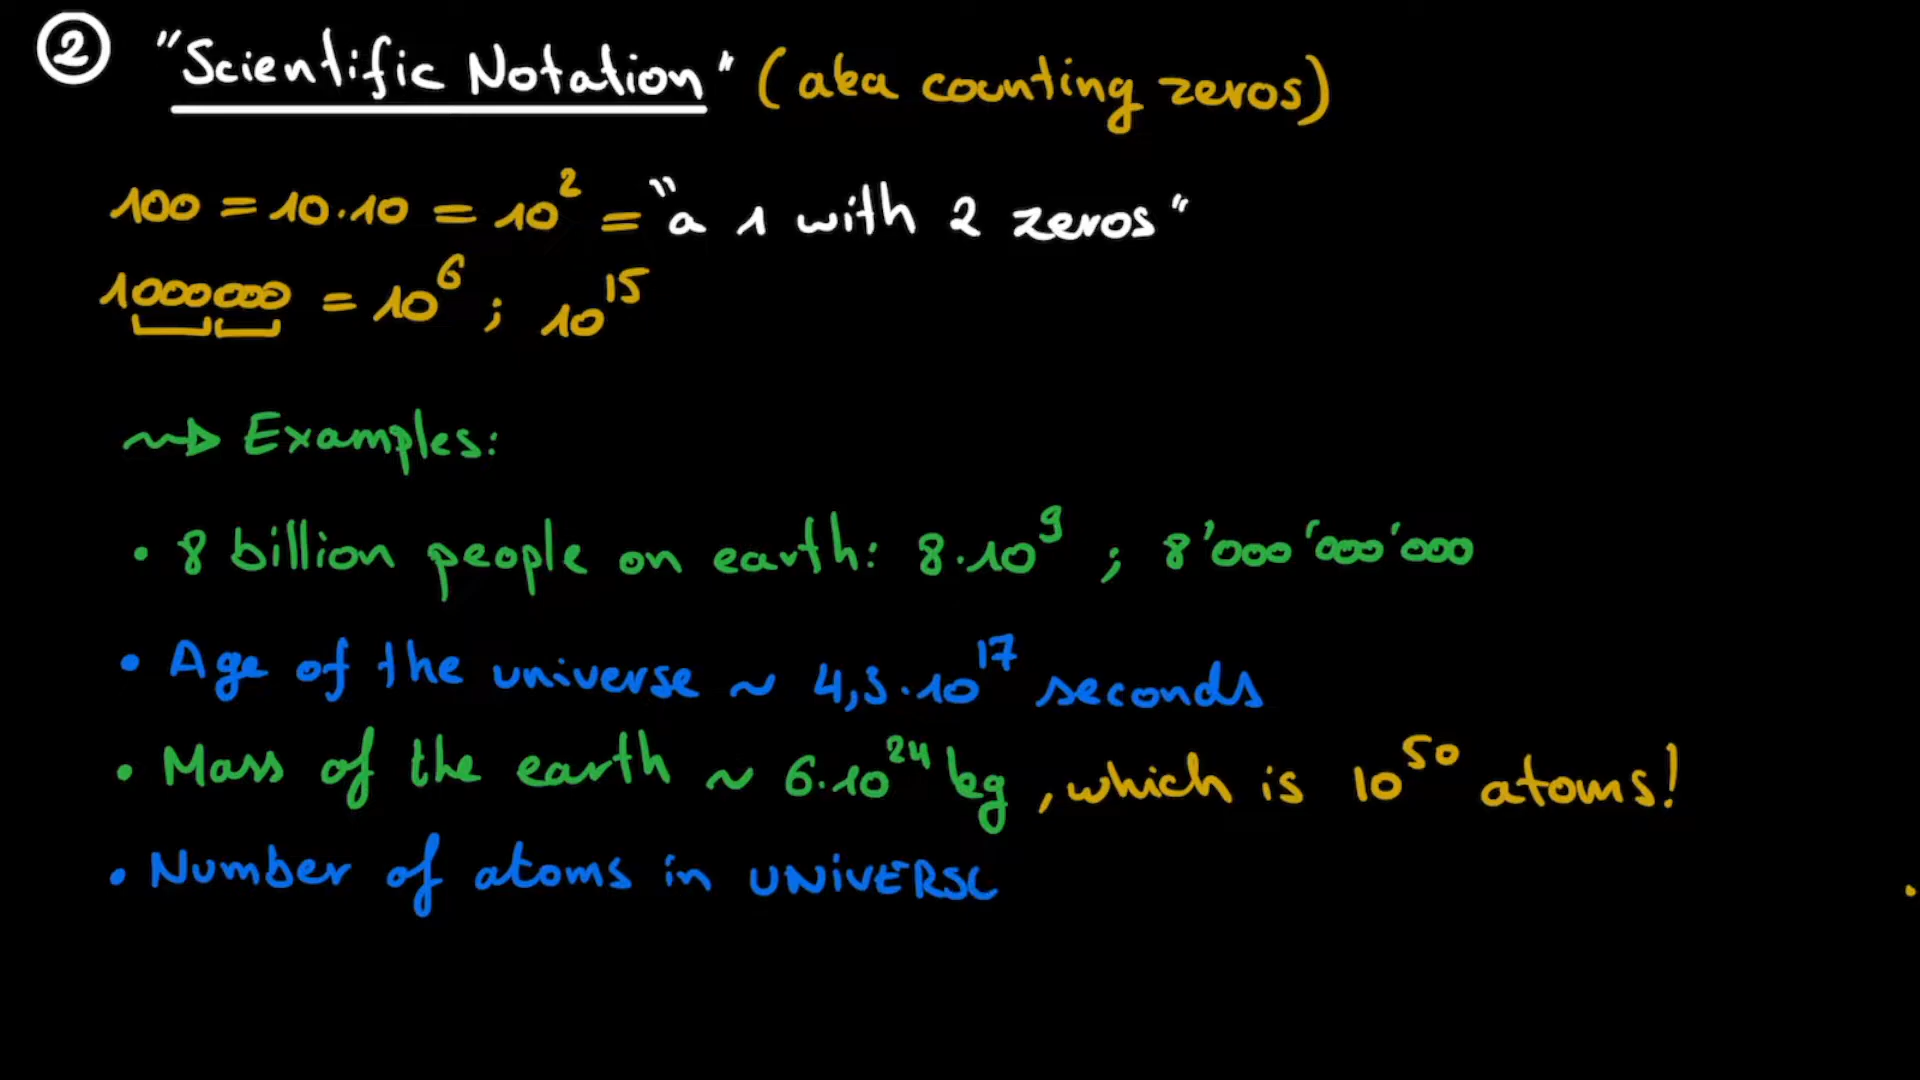 ② "Scientific Notation" (aka counting zeros)
100 = 10·10 = 10² = "a 1 with 2 zeros"
1000000 = 10⁶ ; 10¹⁵
Examples:
• 8 billion people on earth: 8·10⁹ ; 8'000'000'000
• Age of the universe ~ 4,3·10¹⁷ seconds
• Mass of the earth ~ 6·10²⁴ kg, which is 10⁵⁰ atoms!
• Number of atoms in UNiVERSE